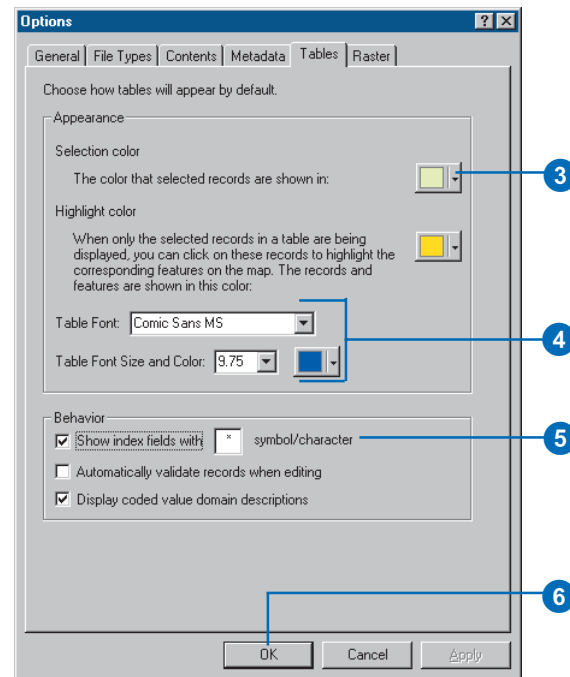 Options
General File Types Contents Metadata Tables Raster
Choose how tables will appear by default.
Appearance
Selection color
The color that selected records are shown in:
3
Highlight color
When only the selected records in a table are being
displayed, you can click on these records to highlight the
corresponding features on the map. The records and
features are shown in this color:
Table Font: Comic Sans MS
4
Table Font Size and Color: 9.75
Behavior
Show index fields with * symbol/character
5
Automatically validate records when editing
Display coded value domain descriptions
6
OK Cancel Apply